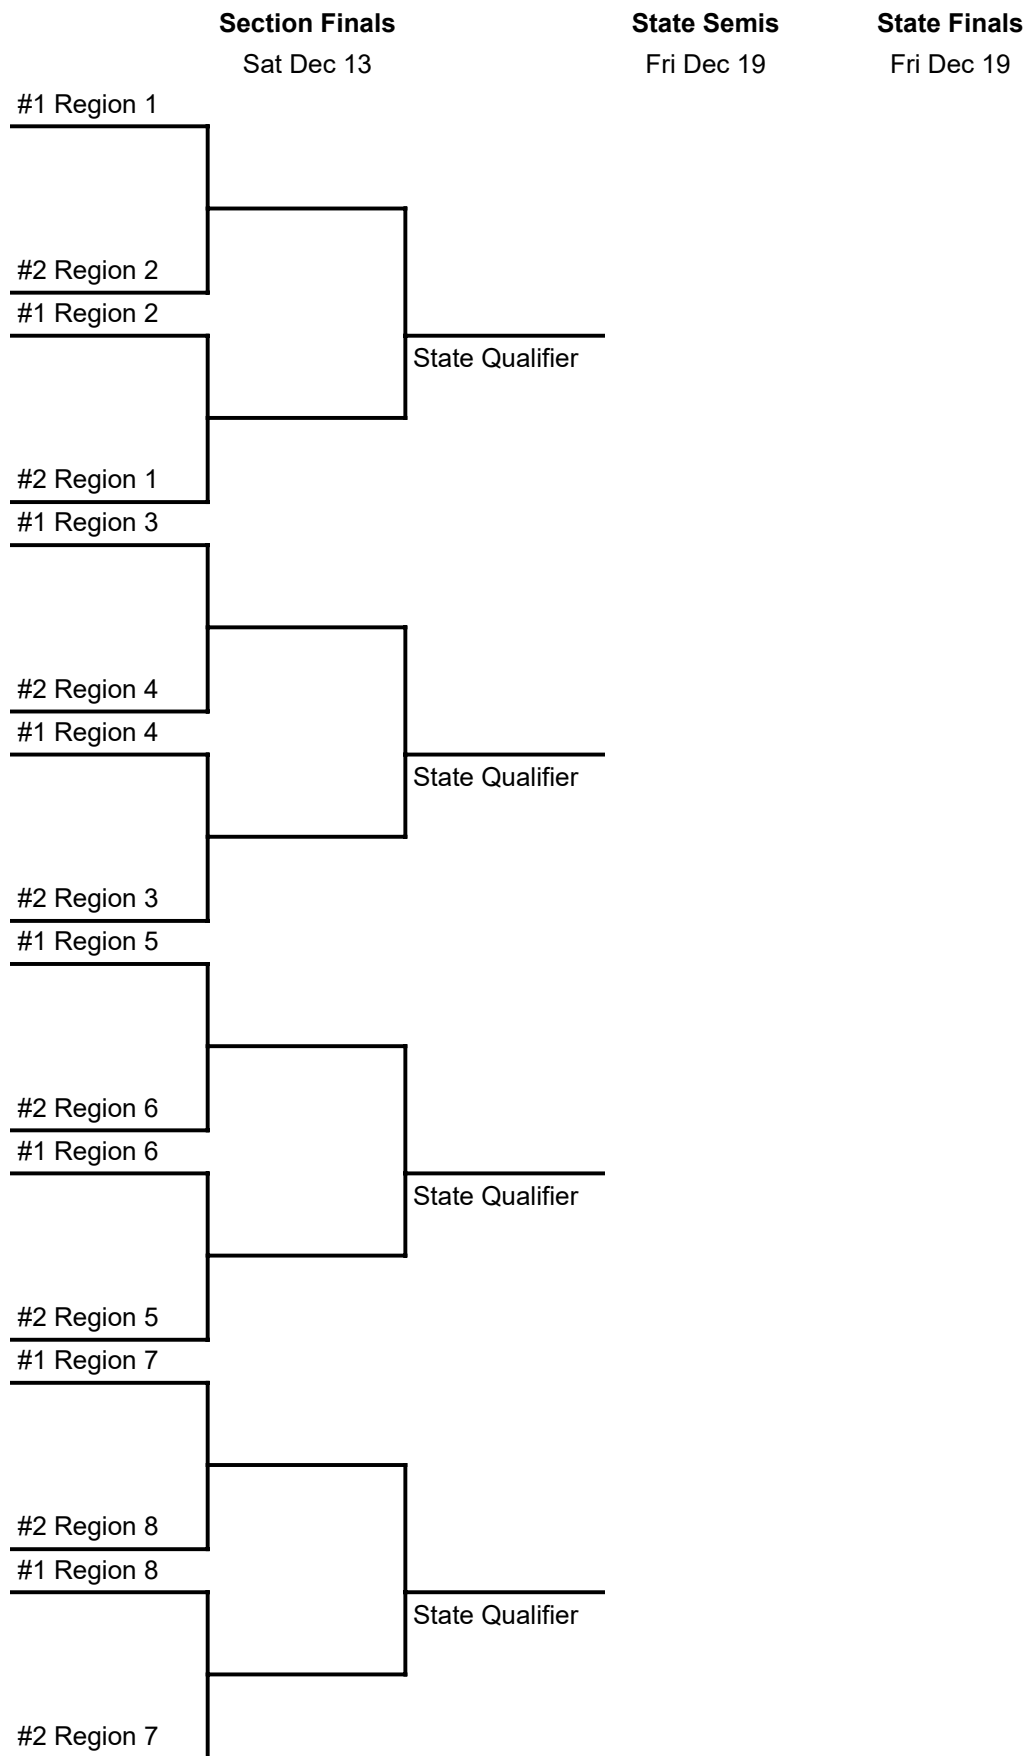 Section Finals State Semis State Finals
Sat Dec 13 Fri Dec 19 Fri Dec 19
#1 Region 1
#2 Region 2
#1 Region 2
State Qualifier
#2 Region 1
#1 Region 3
#2 Region 4
#1 Region 4
State Qualifier
#2 Region 3
#1 Region 5
#2 Region 6
#1 Region 6
State Qualifier
#2 Region 5
#1 Region 7
#2 Region 8
#1 Region 8
State Qualifier
#2 Region 7